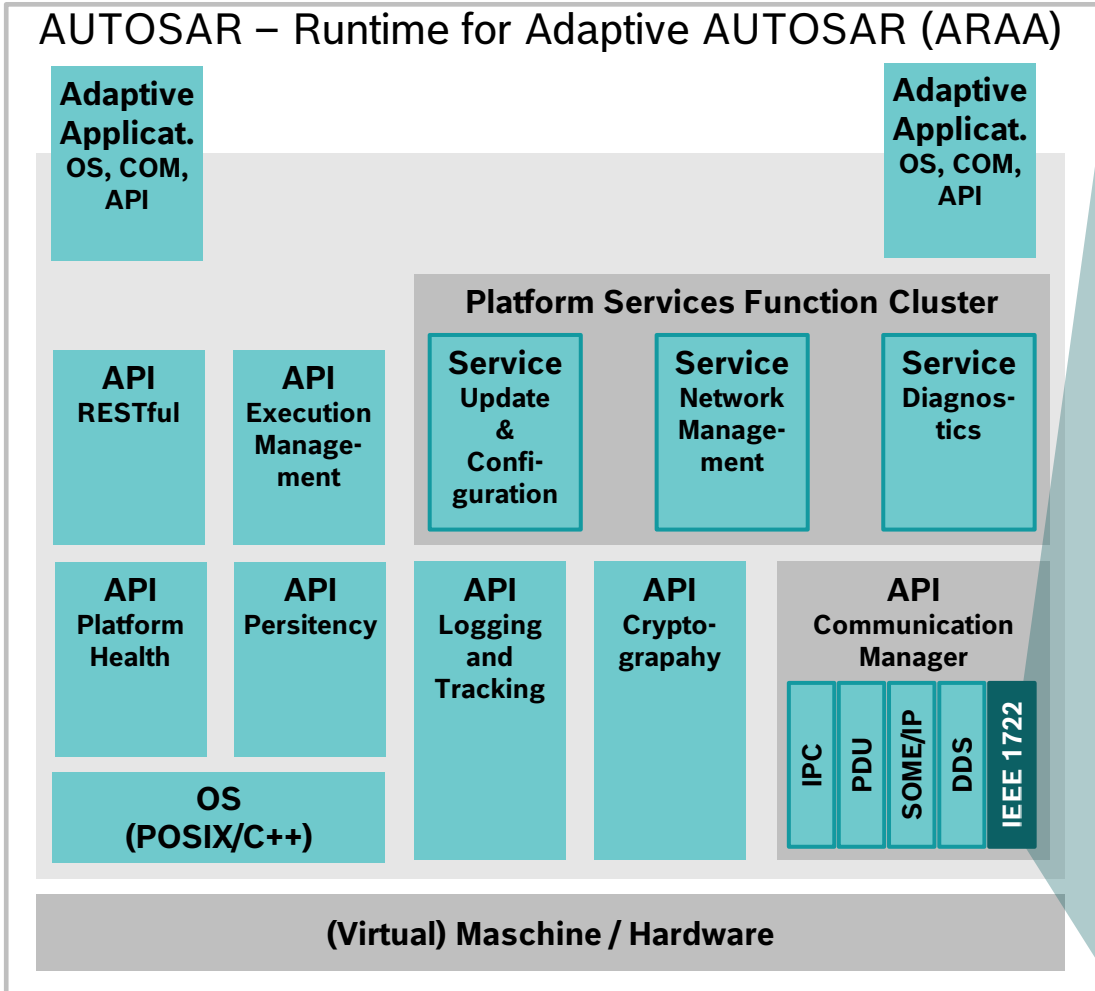 AUTOSAR – Runtime for Adaptive AUTOSAR (ARAA)
Adaptive
Applicat.
OS, COM,
API
Adaptive
Applicat.
OS, COM,
API
Platform Services Function Cluster
API
RESTful
API
Execution
Manage-
ment
Service
Update
&
Confi-
guration
Service
Network
Manage-
ment
Service
Diagnos-
tics
API
Platform
Health
API
Persitency
API
Logging
and
Tracking
API
Crypto-
grapahy
API
Communication
Manager
IPC
PDU
SOME/IP
DDS
IEEE 1722
OS
(POSIX/C++)
(Virtual) Maschine / Hardware